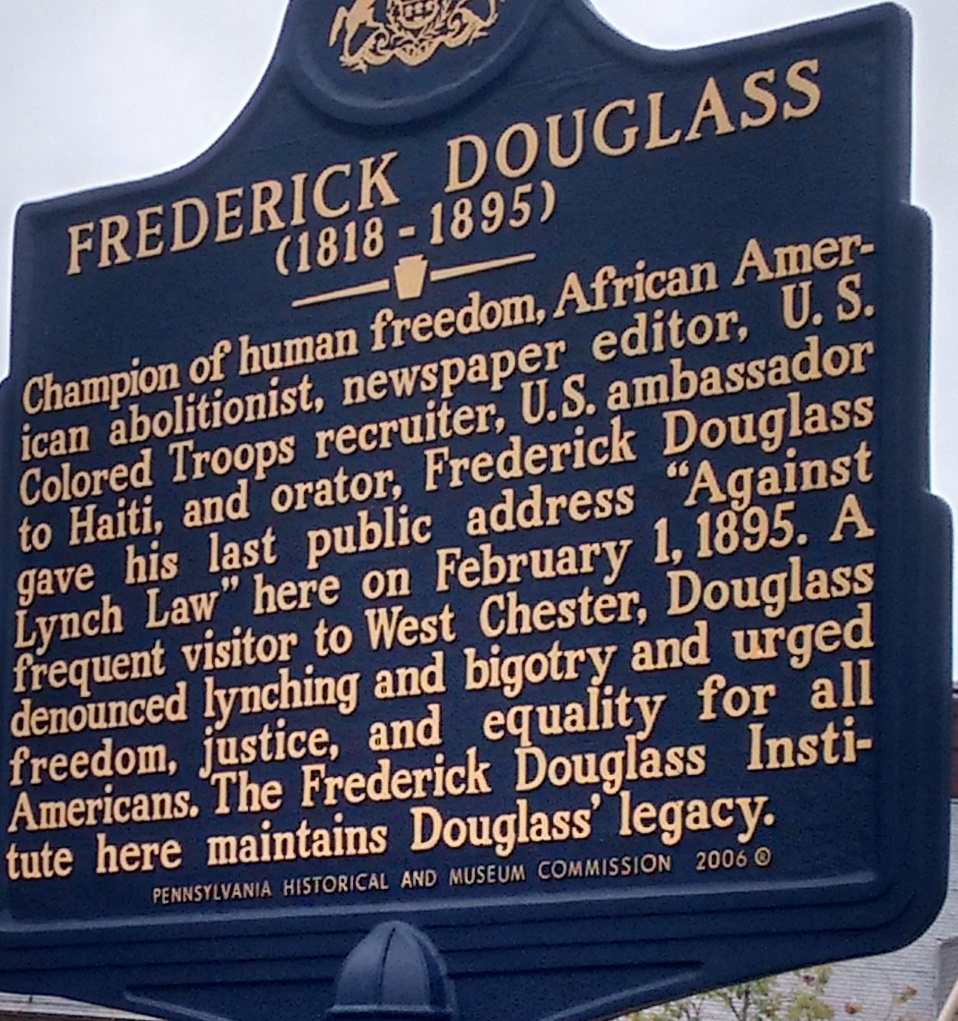 FREDERICK DOUGLASS
(1818 - 1895)
Champion of human freedom, African Amer-
ican abolitionist, newspaper editor, U. S.
Colored Troops recruiter, U.S. ambassador
to Haiti, and orator, Frederick Douglass
gave his last public address “Against
Lynch Law” here on February 1, 1895. A
frequent visitor to West Chester, Douglass
denounced lynching and bigotry and urged
freedom, justice, and equality for all
Americans. The Frederick Douglass Insti-
tute here maintains Douglass’ legacy.
PENNSYLVANIA HISTORICAL AND MUSEUM COMMISSION 2006 ®